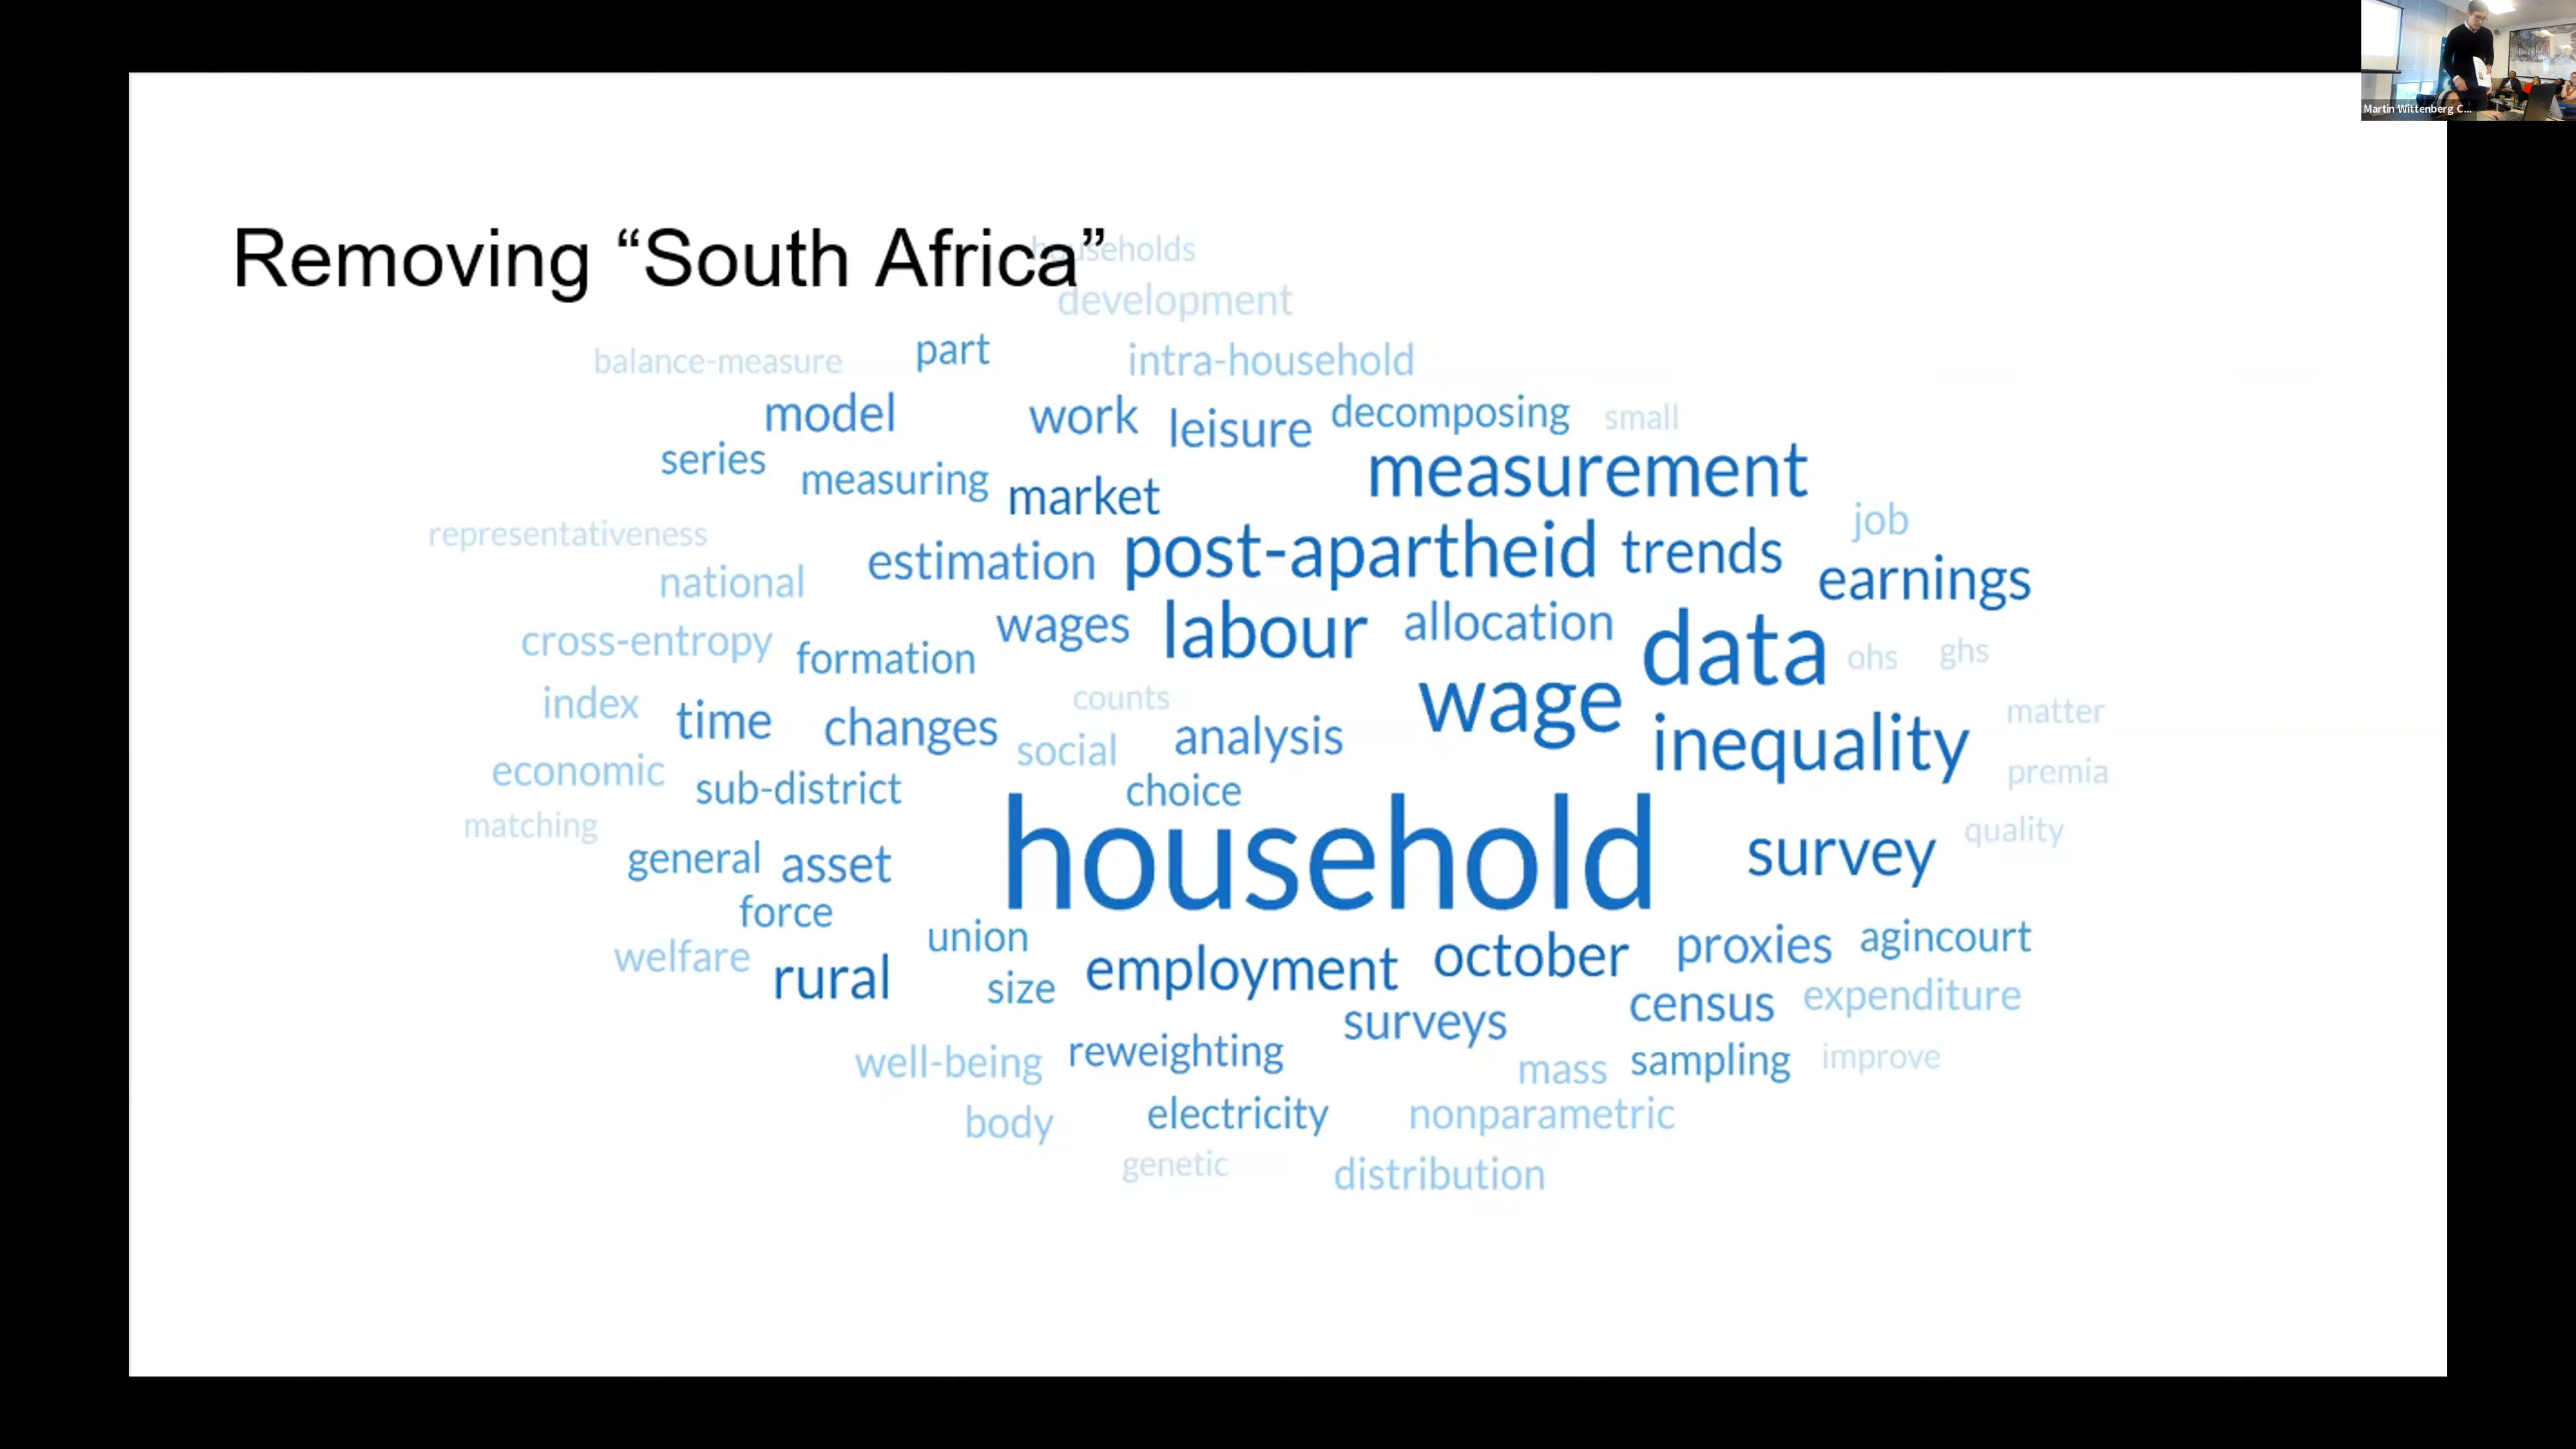 Martin Wittenberg C...
Removing “South Africa”
households
development
balance-measure part intra-household
model work leisure decomposing small
series measuring market measurement
representativeness estimation post-apartheid trends job
national earnings
cross-entropy formation wages labour allocation data ohs ghs
index time changes counts wage matter
social analysis inequality
economic sub-district choice premia
matching general asset household survey quality
force
welfare rural union employment october proxies agincourt
size census expenditure
surveys
well-being reweighting mass sampling improve
body electricity nonparametric
genetic distribution